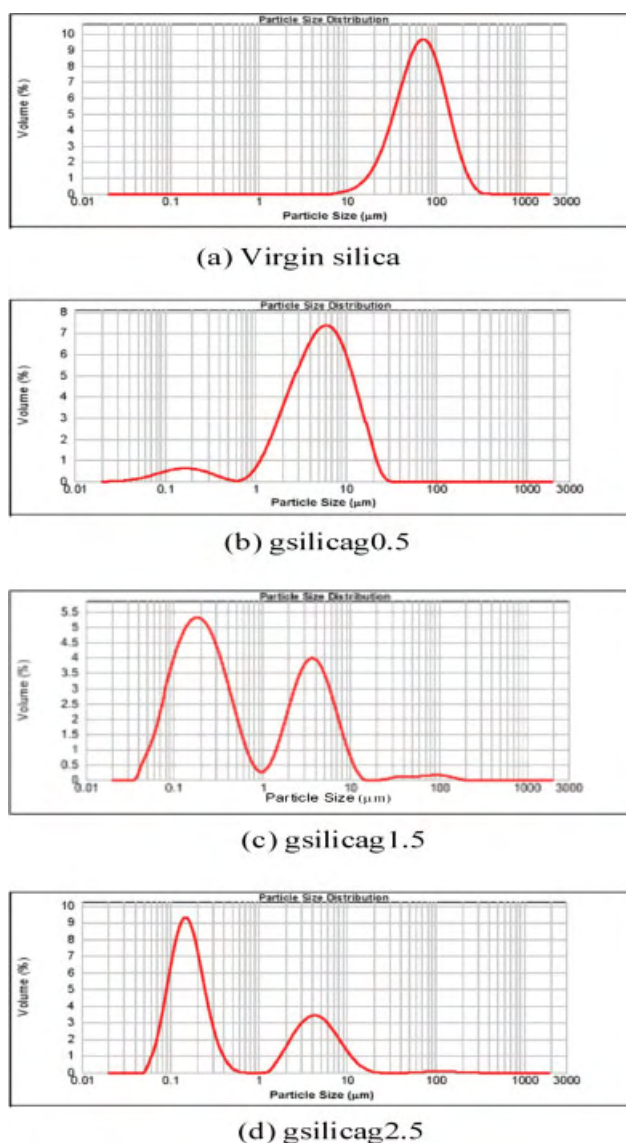 Particle Size Distribution
10
9
8
7
6
5
4
3
2
1
0
Volume (%)
0.01 0.1 1 10 100 1000 3000
Particle Size (µm)
(a) Virgin silica
Particle Size Distribution
8
7
6
5
4
3
2
1
0
Volume (%)
0.01 0.1 1 10 100 1000 3000
Particle Size (µm)
(b) gsilicag0.5
Particle Size Distribution
5.5
5
4.5
4
3.5
3
2.5
2
1.5
1
0.5
0
Volume (%)
0.01 0.1 1 10 100 1000 3000
Particle Size (µm)
(c) gsilicag1.5
Particle Size Distribution
10
9
8
7
6
5
4
3
2
1
0
Volume (%)
0.01 0.1 1 10 100 1000 3000
Particle Size (µm)
(d) gsilicag2.5